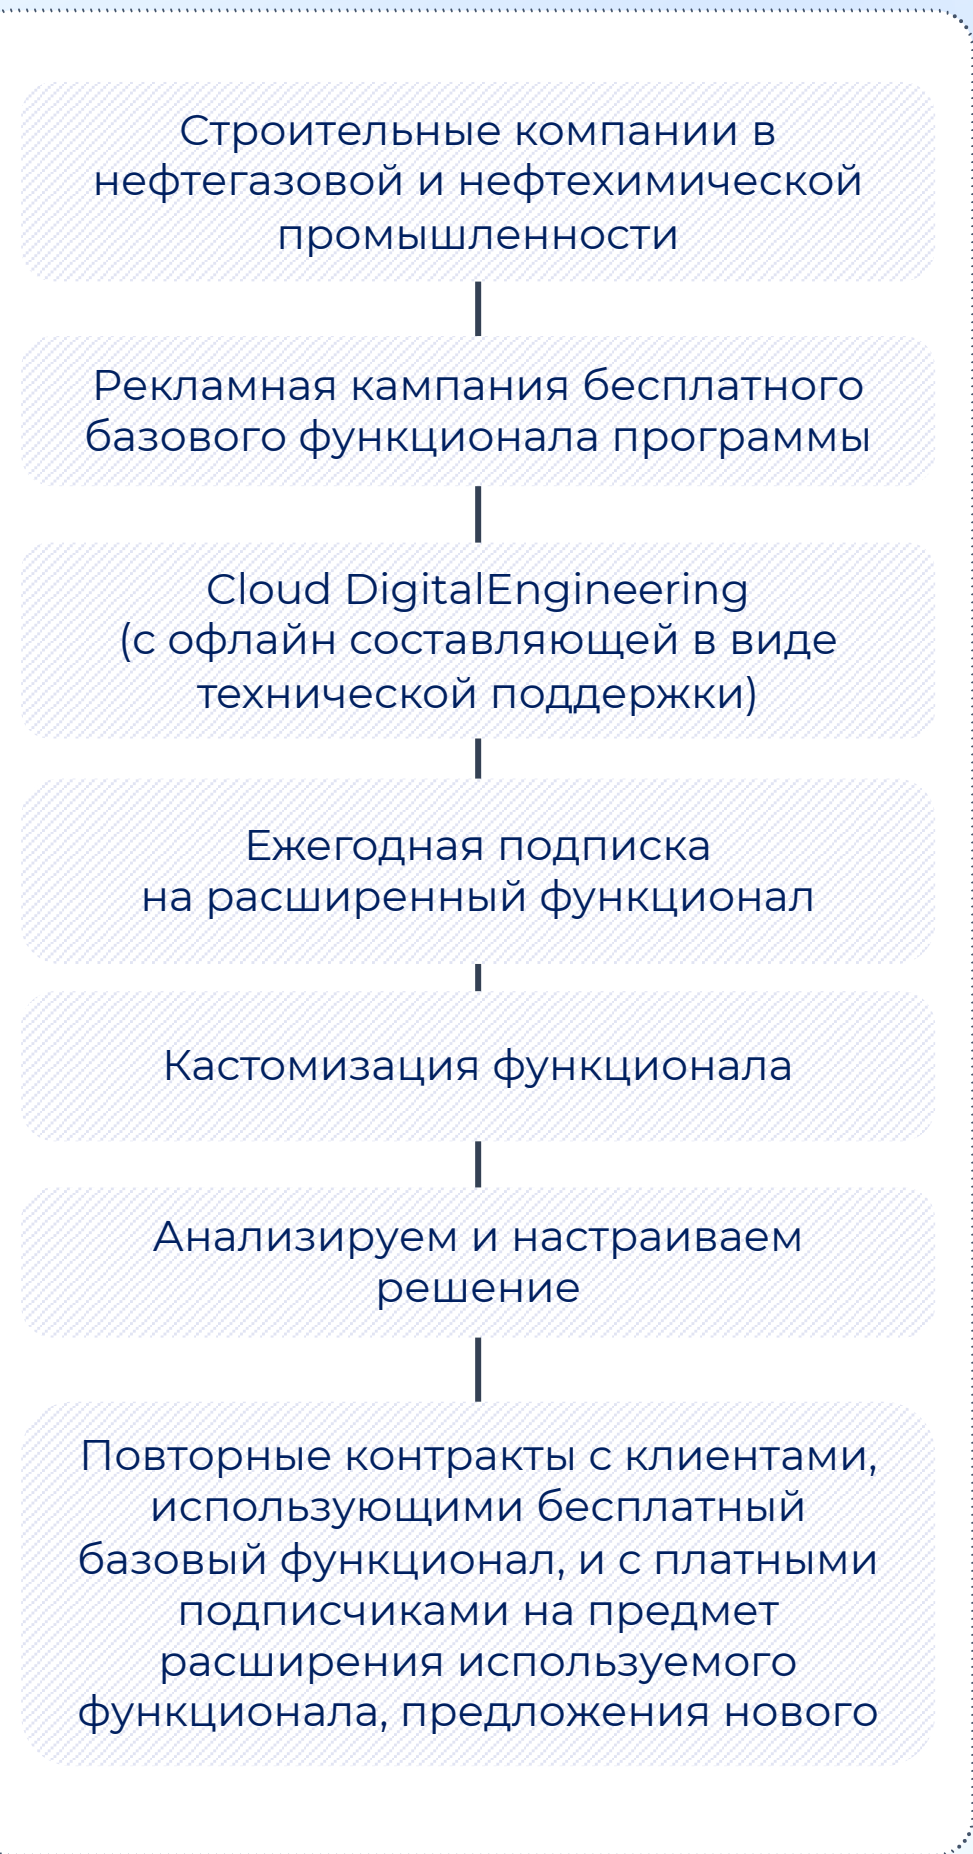 Строительные компании в
нефтегазовой и нефтехимической
промышленности
Рекламная кампания бесплатного
базового функционала программы
Cloud DigitalEngineering
(с офлайн составляющей в виде
технической поддержки)
Ежегодная подписка
на расширенный функционал
Кастомизация функционала
Анализируем и настраиваем
решение
Повторные контракты с клиентами,
использующими бесплатный
базовый функционал, и с платными
подписчиками на предмет
расширения используемого
функционала, предложения нового